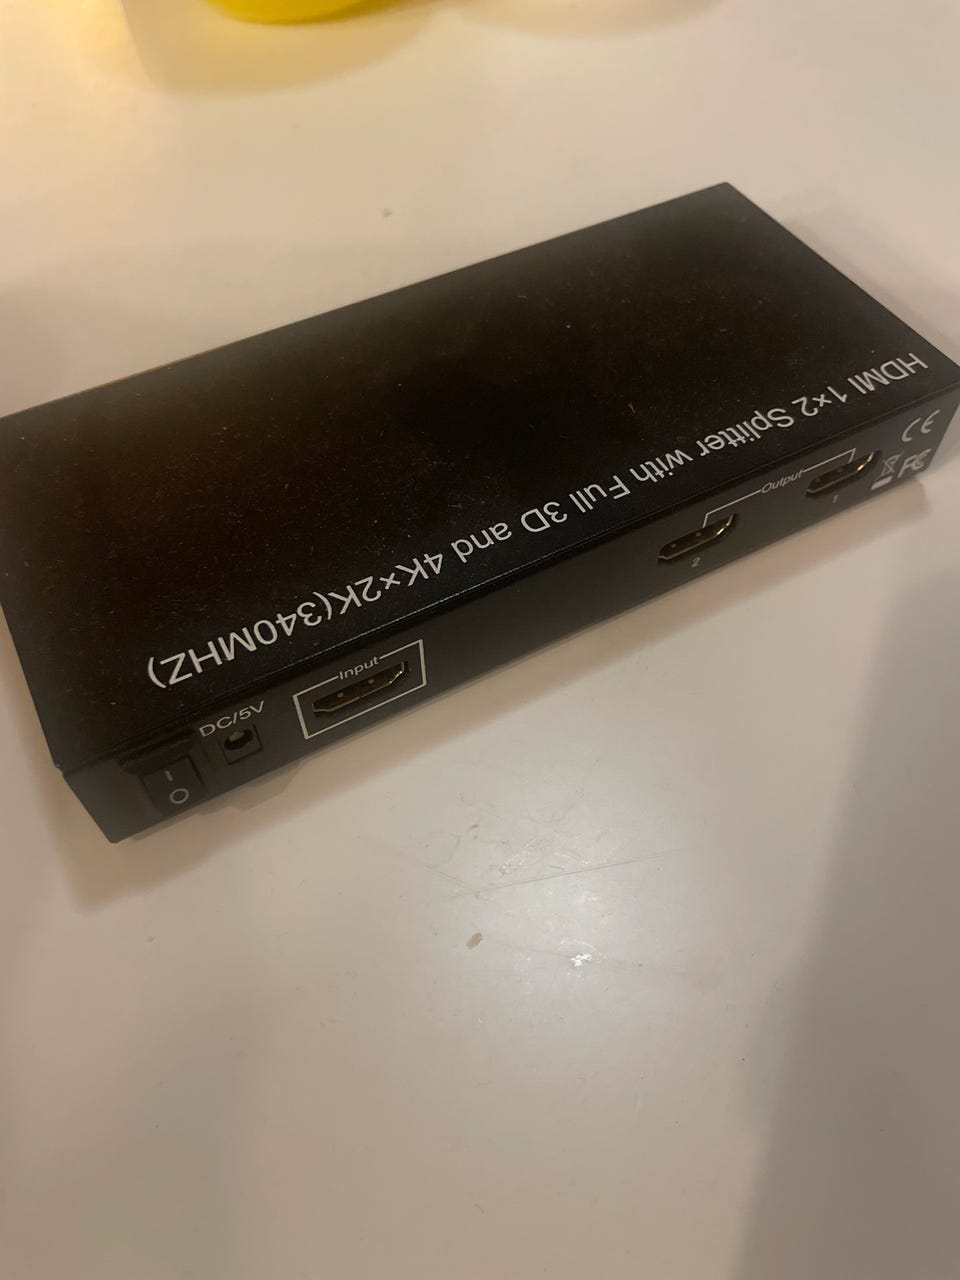 HDMI 1×2 Splitter with Full 3D and 4K×2K(340MHZ)
DC/5V
Input
Output
2
1
CE
FC
I
O